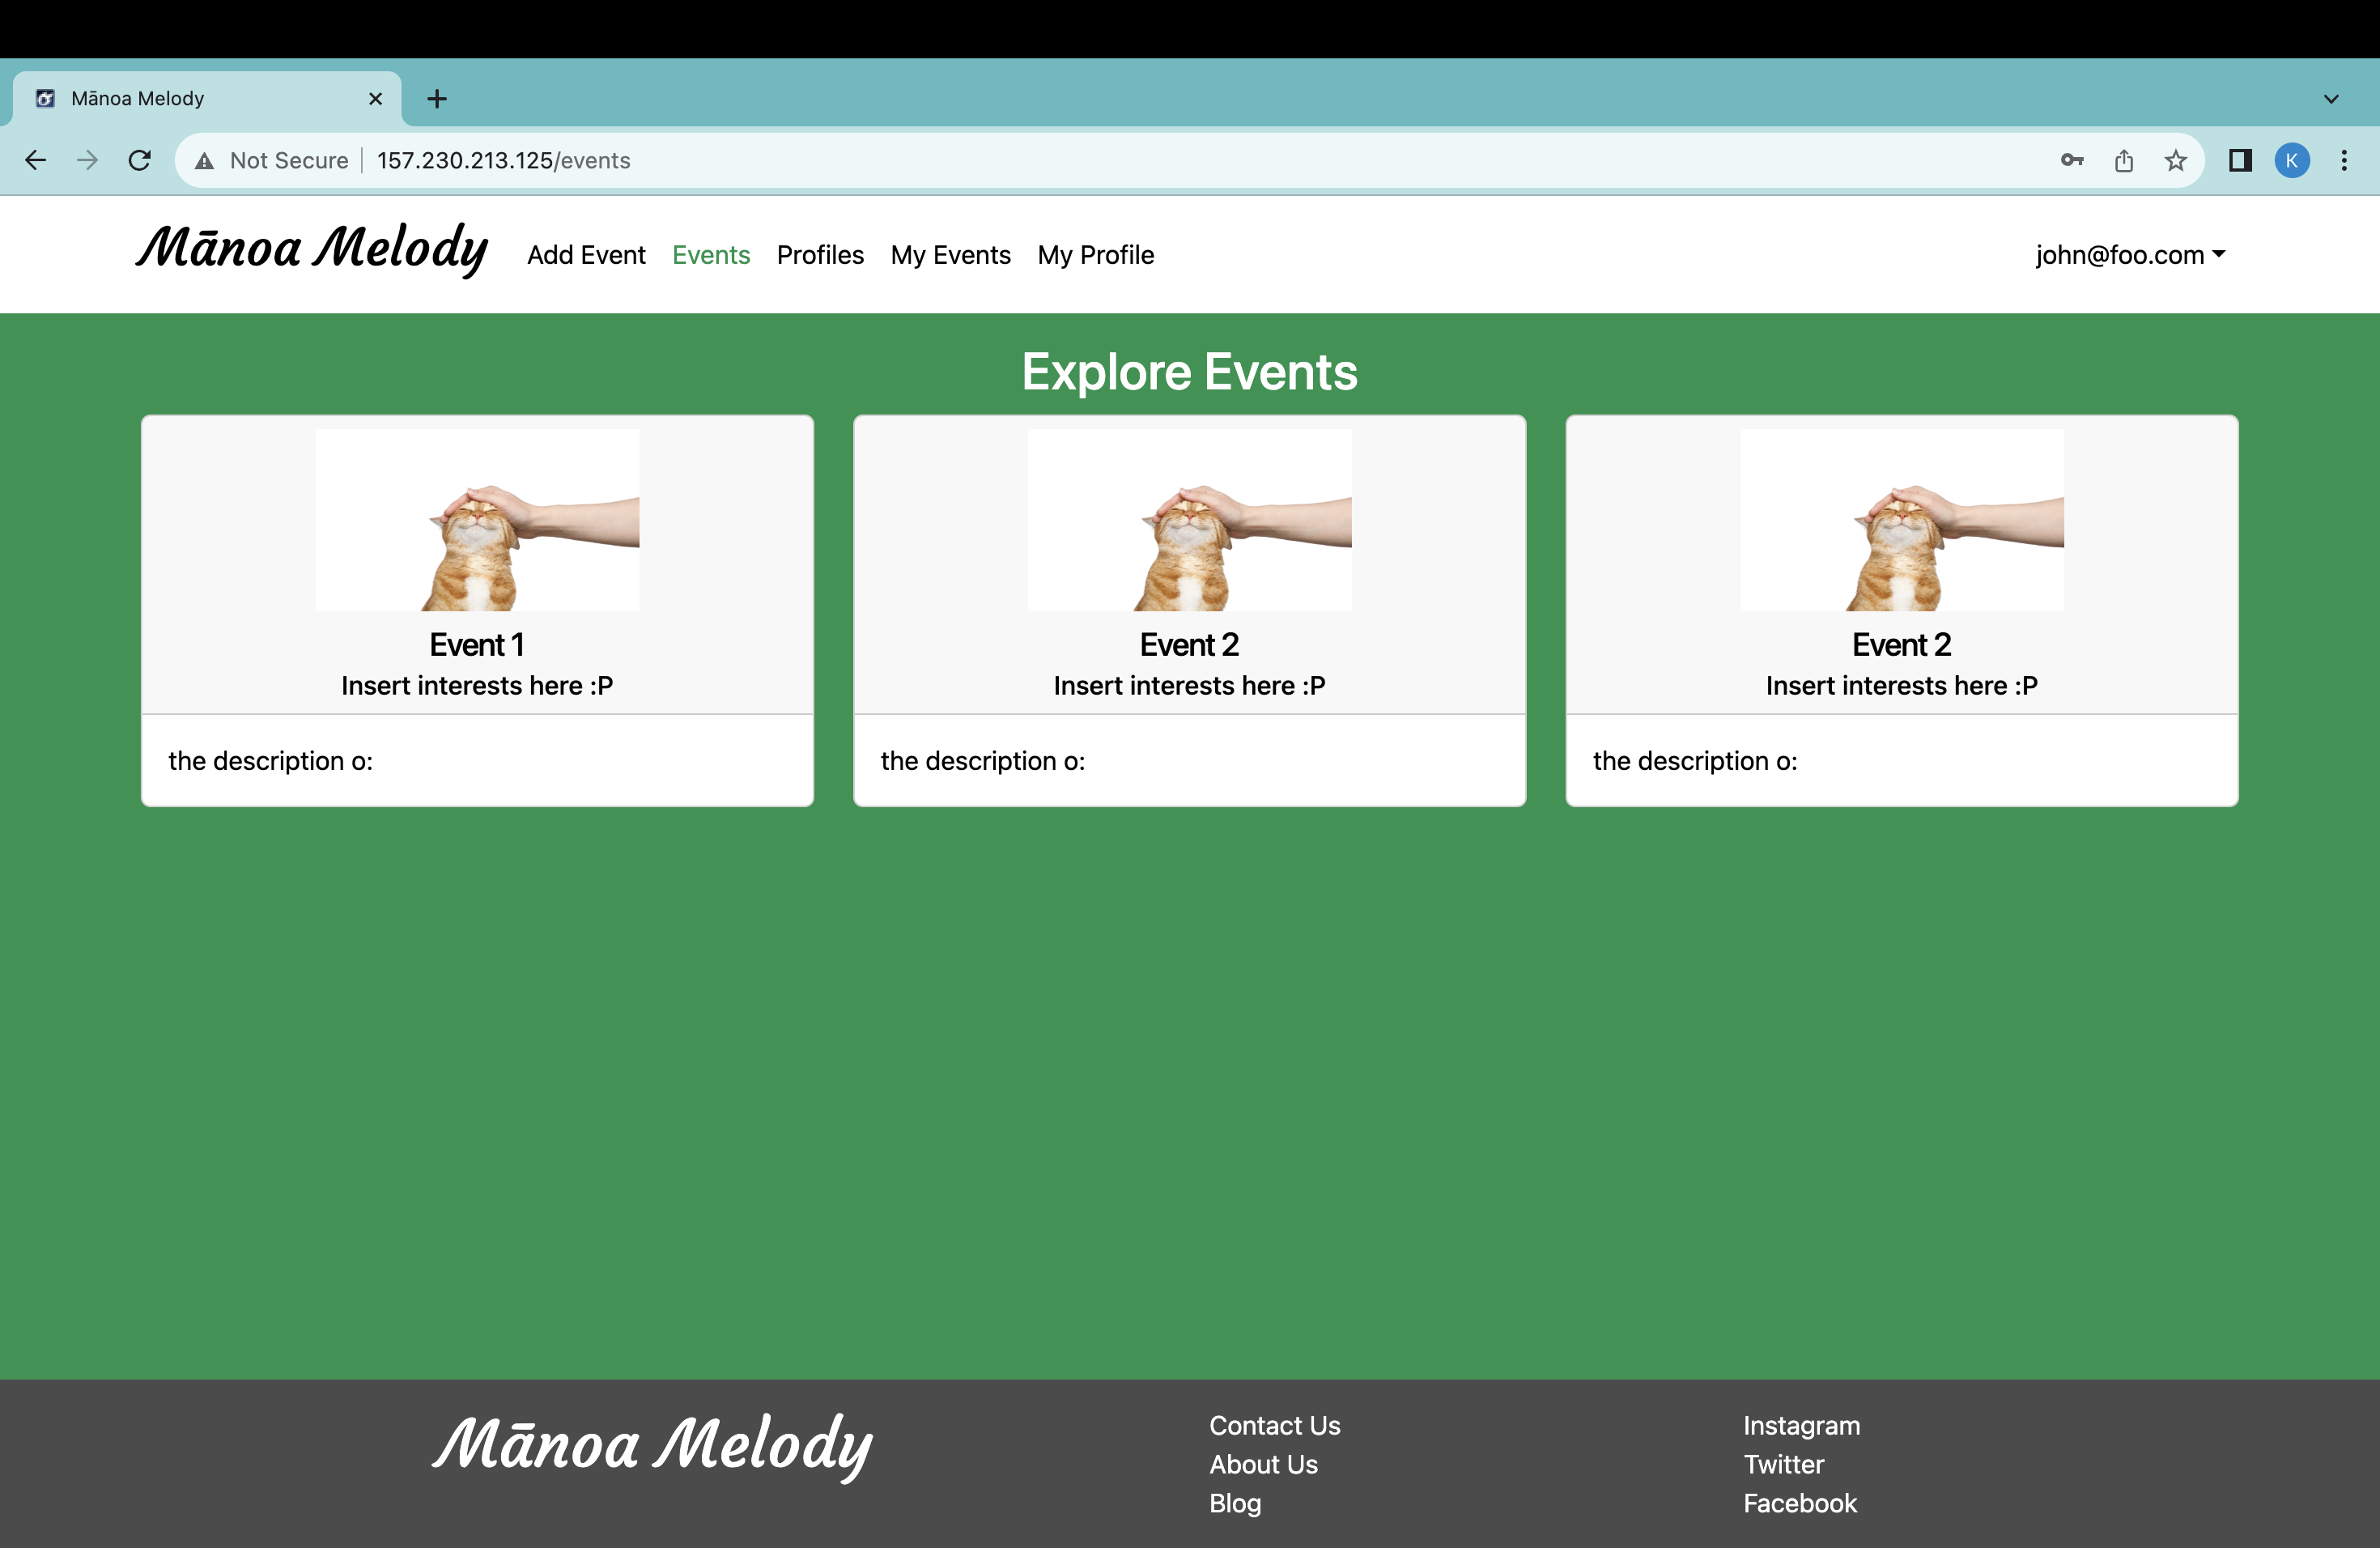 Mānoa Melody
Not Secure 157.230.213.125/events
K
Mānoa Melody Add Event Events Profiles My Events My Profile john@foo.com
Explore Events
Event 1
Insert interests here :P
the description o:
Event 2
Insert interests here :P
the description o:
Event 2
Insert interests here :P
the description o:
Mānoa Melody
Contact Us
About Us
Blog
Instagram
Twitter
Facebook